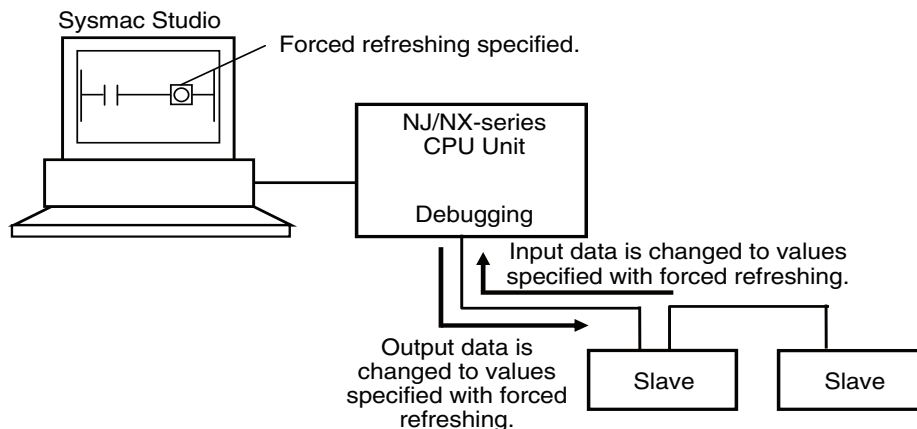 Sysmac Studio
Forced refreshing specified.
NJ/NX-series
CPU Unit
Debugging
Input data is changed to values
specified with forced refreshing.
Output data is
changed to values
specified with forced
refreshing.
Slave
Slave